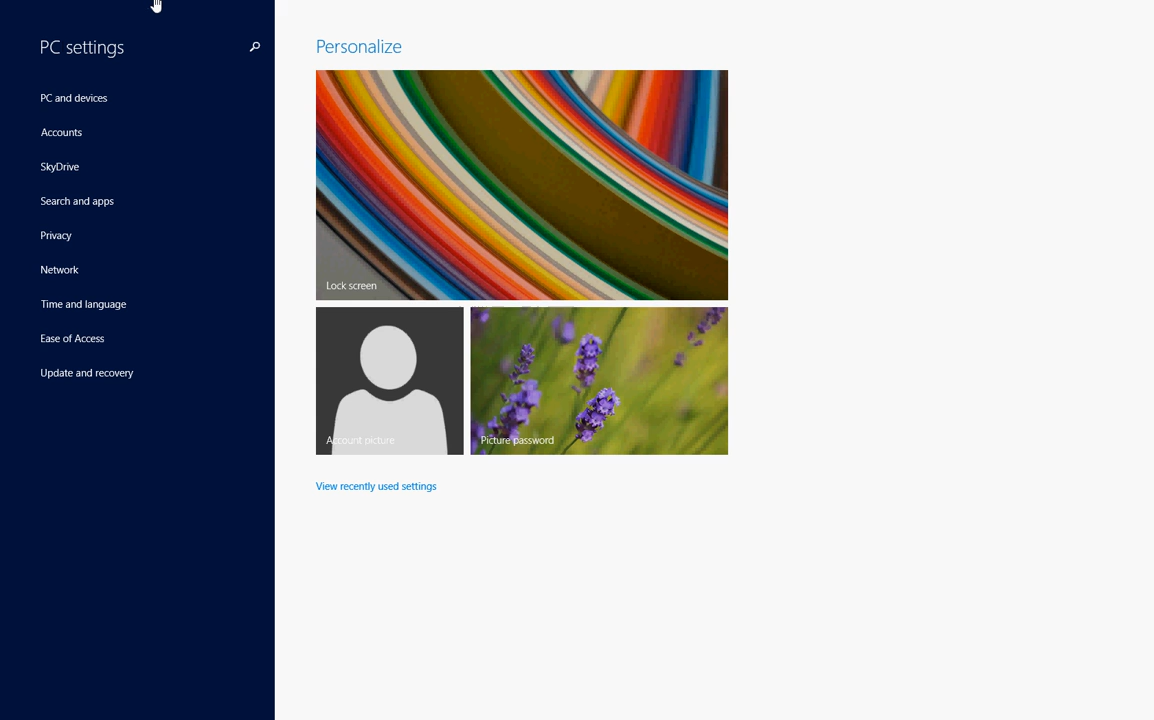 PC settings
PC and devices
Accounts
SkyDrive
Search and apps
Privacy
Network
Time and language
Ease of Access
Update and recovery
Personalize
Lock screen
Account picture
Picture password
View recently used settings